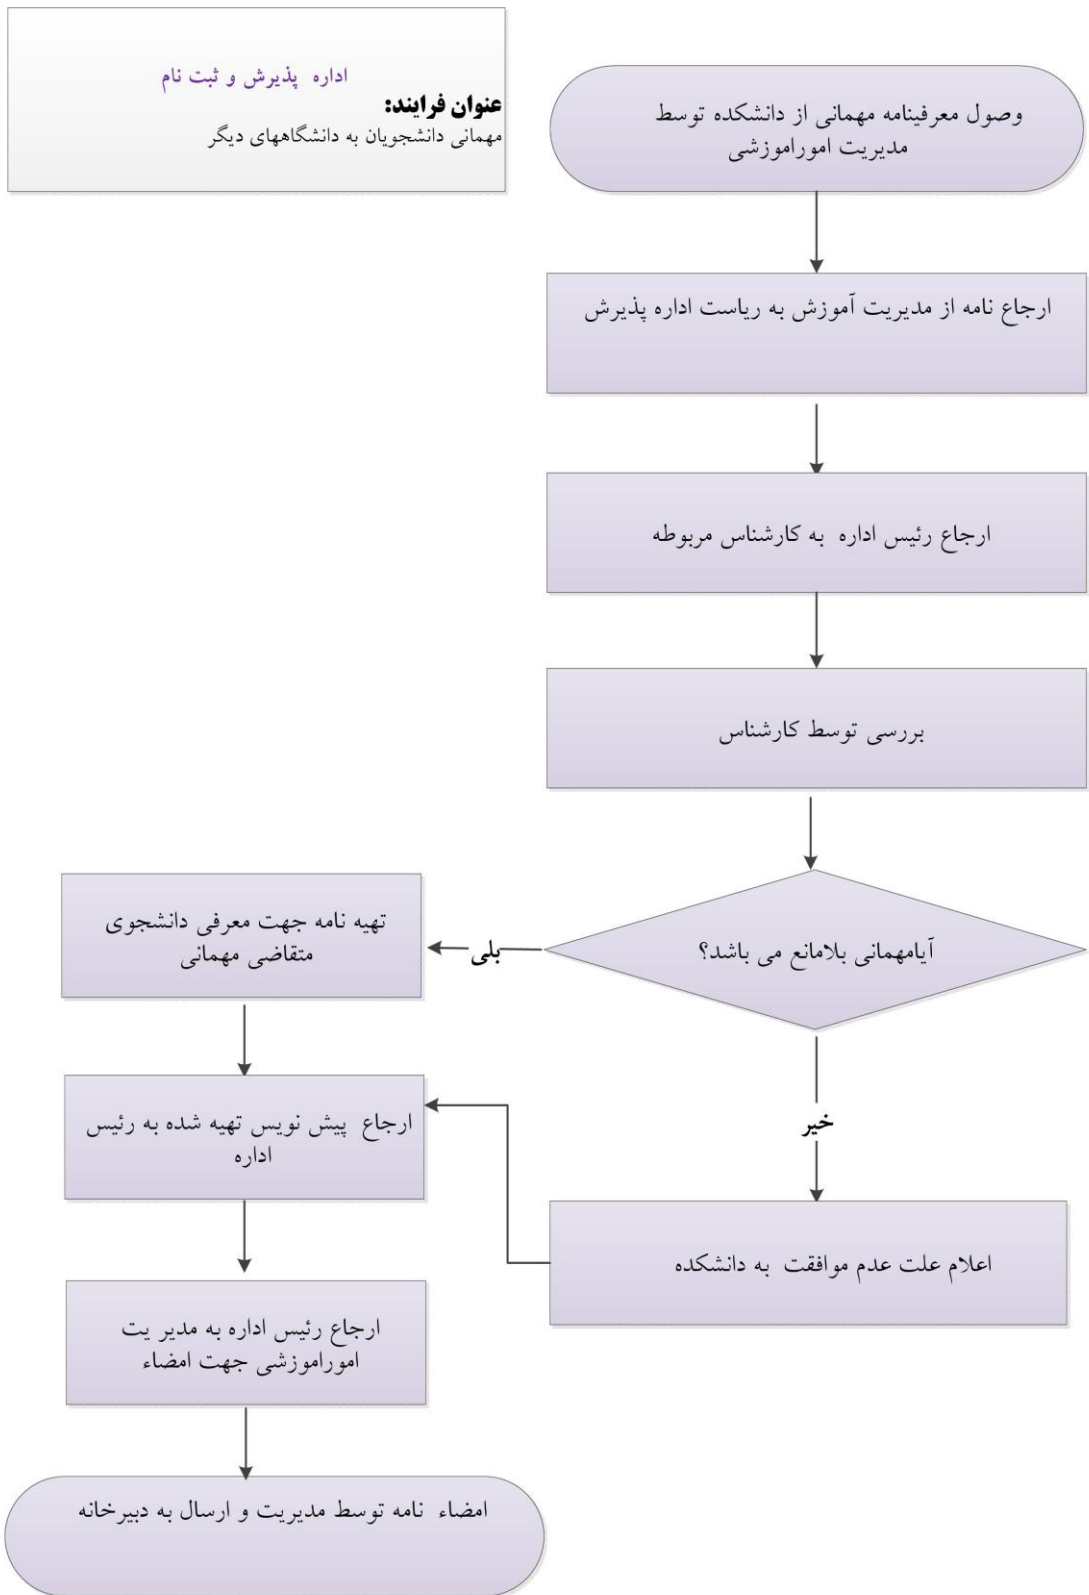 اداره پذیرش و ثبت نام
عنوان فرایند:
مهمانی دانشجویان به دانشگاههای دیگر
وصول معرفینامه مهمانی از دانشکده توسط
مدیریت اموراموزشی
ارجاع نامه از مدیریت آموزش به ریاست اداره پذیرش
ارجاع رئیس اداره به کارشناس مربوطه
بررسی توسط کارشناس
آیامهمانی بلامانع می باشد؟
بلی
تهیه نامه جهت معرفی دانشجوی
متقاضی مهمانی
خیر
اعلام علت عدم موافقت به دانشکده
ارجاع پیش نویس تهیه شده به رئیس
اداره
ارجاع رئیس اداره به مدیر یت
اموراموزشی جهت امضاء
امضاء نامه توسط مدیریت و ارسال به دبیرخانه